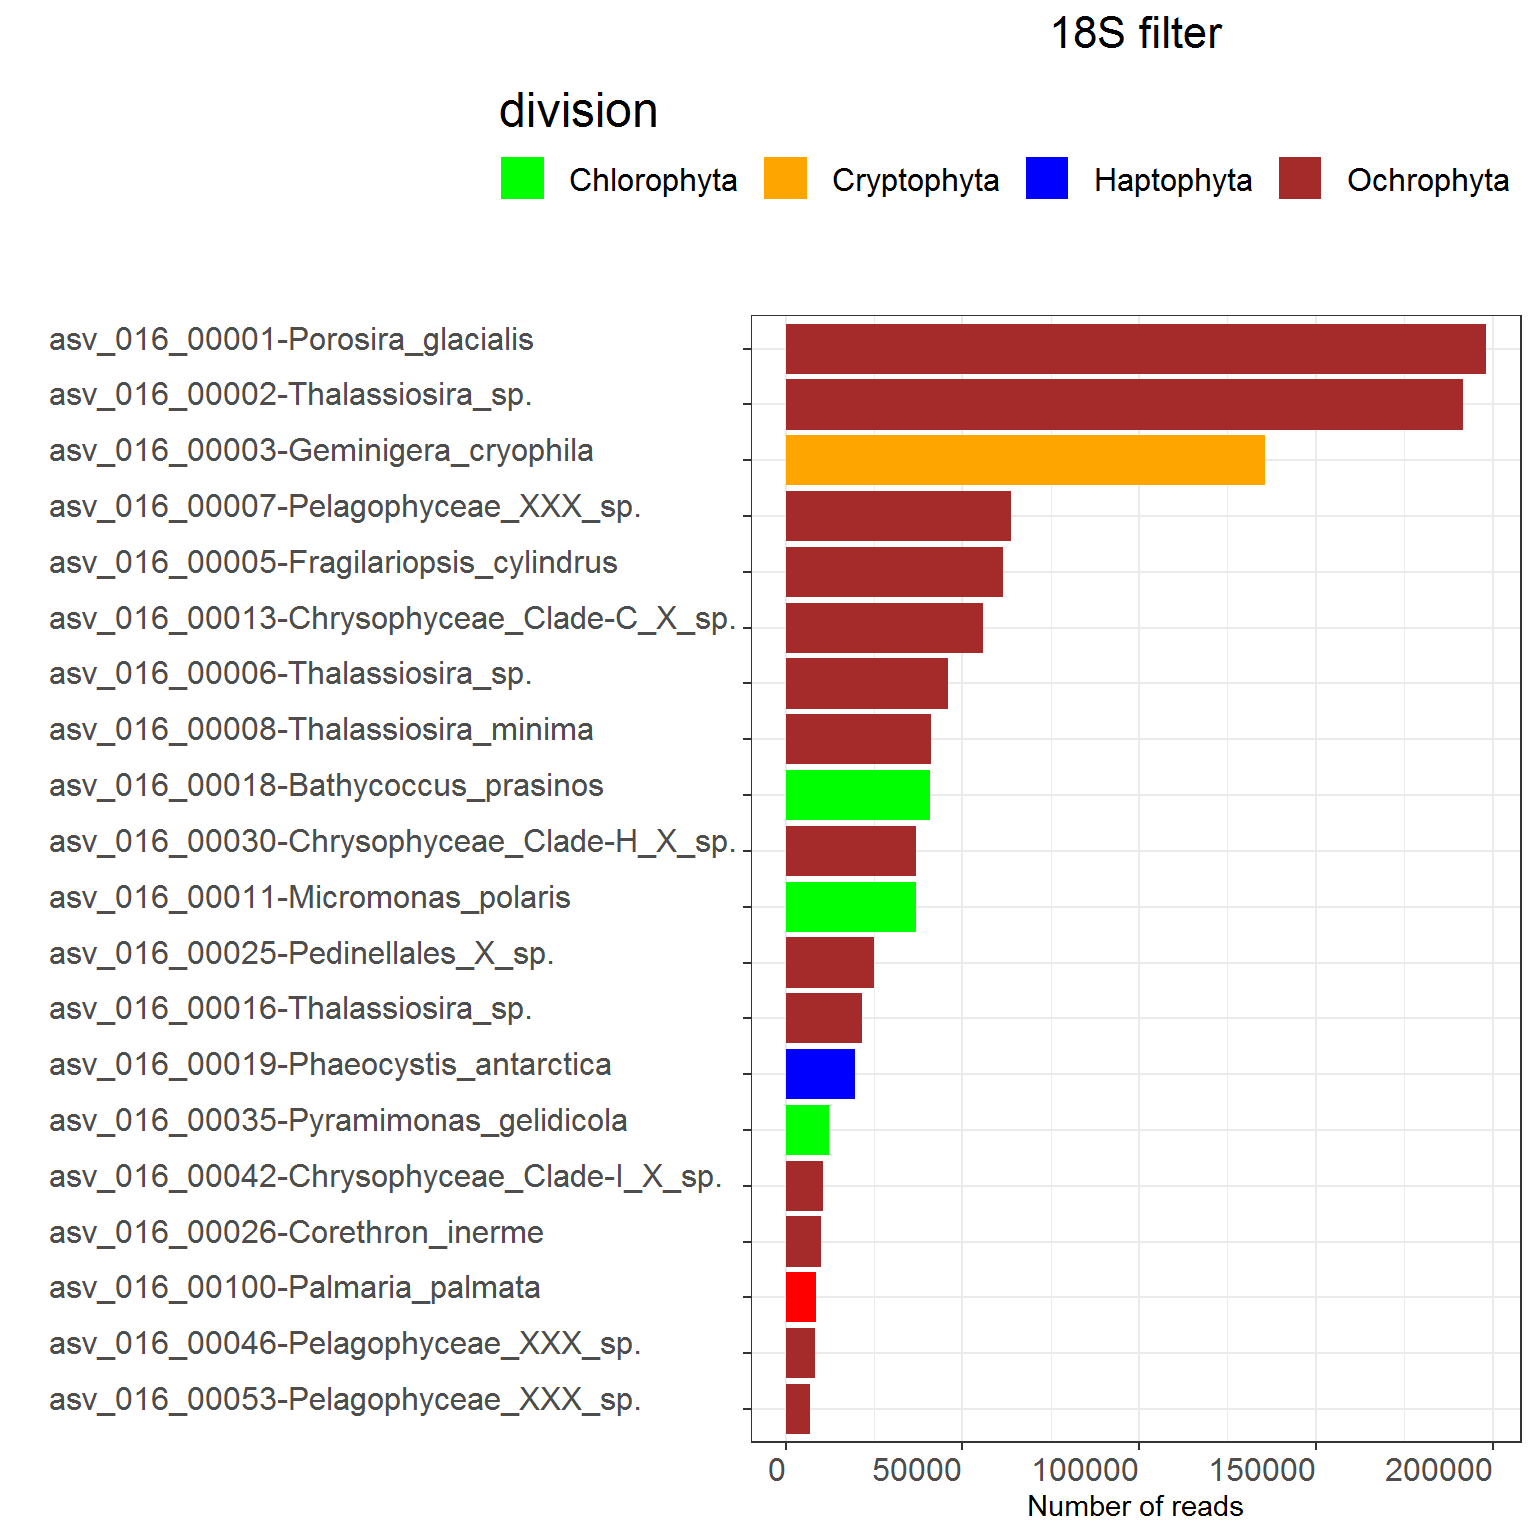 18S filter
division
Chlorophyta Cryptophyta Haptophyta Ochrophyta
asv_016_00001-Porosira_glacialis
asv_016_00002-Thalassiosira_sp.
asv_016_00003-Geminigera_cryophila
asv_016_00007-Pelagophyceae_XXX_sp.
asv_016_00005-Fragilariopsis_cylindrus
asv_016_00013-Chrysophyceae_Clade-C_X_sp.
asv_016_00006-Thalassiosira_sp.
asv_016_00008-Thalassiosira_minima
asv_016_00018-Bathycoccus_prasinos
asv_016_00030-Chrysophyceae_Clade-H_X_sp.
asv_016_00011-Micromonas_polaris
asv_016_00025-Pedinellales_X_sp.
asv_016_00016-Thalassiosira_sp.
asv_016_00019-Phaeocystis_antarctica
asv_016_00035-Pyramimonas_gelidicola
asv_016_00042-Chrysophyceae_Clade-I_X_sp.
asv_016_00026-Corethron_inerme
asv_016_00100-Palmaria_palmata
asv_016_00046-Pelagophyceae_XXX_sp.
asv_016_00053-Pelagophyceae_XXX_sp.
0 50000 100000 150000 200000
Number of reads